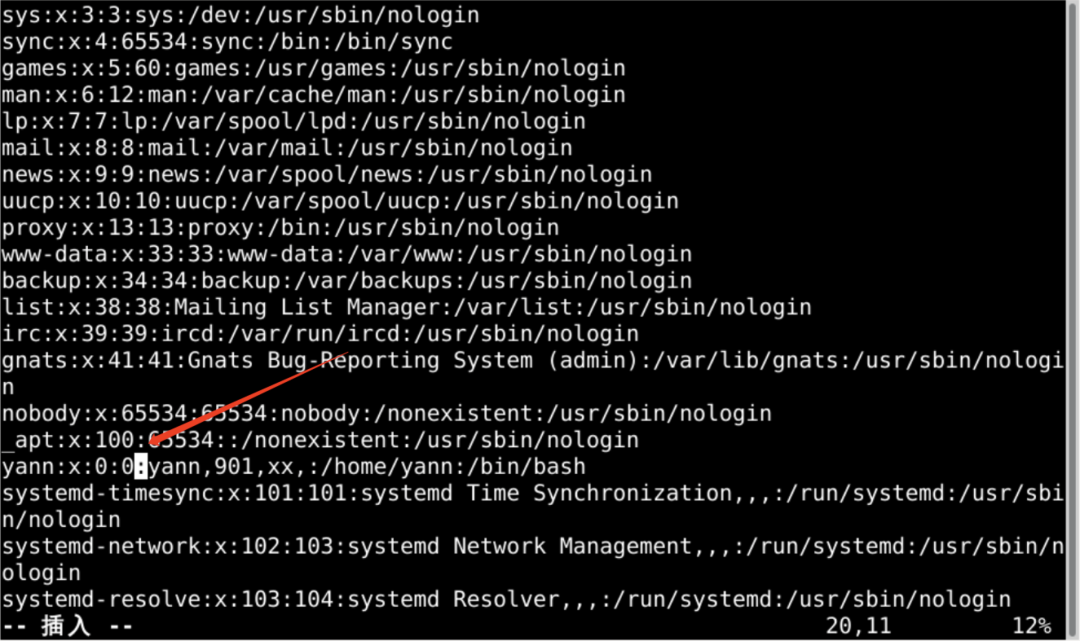 sys:x:3:3:sys:/dev:/usr/sbin/nologin
sync:x:4:65534:sync:/bin:/bin/sync
games:x:5:60:games:/usr/games:/usr/sbin/nologin
man:x:6:12:man:/var/cache/man:/usr/sbin/nologin
lp:x:7:7:lp:/var/spool/lpd:/usr/sbin/nologin
mail:x:8:8:mail:/var/mail:/usr/sbin/nologin
news:x:9:9:news:/var/spool/news:/usr/sbin/nologin
uucp:x:10:10:uucp:/var/spool/uucp:/usr/sbin/nologin
proxy:x:13:13:proxy:/bin:/usr/sbin/nologin
www-data:x:33:33:www-data:/var/www:/usr/sbin/nologin
backup:x:34:34:backup:/var/backups:/usr/sbin/nologin
list:x:38:38:Mailing List Manager:/var/list:/usr/sbin/nologin
irc:x:39:39:ircd:/var/run/ircd:/usr/sbin/nologin
gnats:x:41:41:Gnats Bug-Reporting System (admin):/var/lib/gnats:/usr/sbin/nologi
n
nobody:x:65534:65534:nobody:/nonexistent:/usr/sbin/nologin
_apt:x:100:65534::/nonexistent:/usr/sbin/nologin
yann:x:0:0:yann,901,xx,:/home/yann:/bin/bash
systemd-timesync:x:101:101:systemd Time Synchronization,,,:/run/systemd:/usr/sbi
n/nologin
systemd-network:x:102:103:systemd Network Management,,,:/run/systemd:/usr/sbin/n
ologin
systemd-resolve:x:103:104:systemd Resolver,,,:/run/systemd:/usr/sbin/nologin
-- 插入 -- 20,11 12%